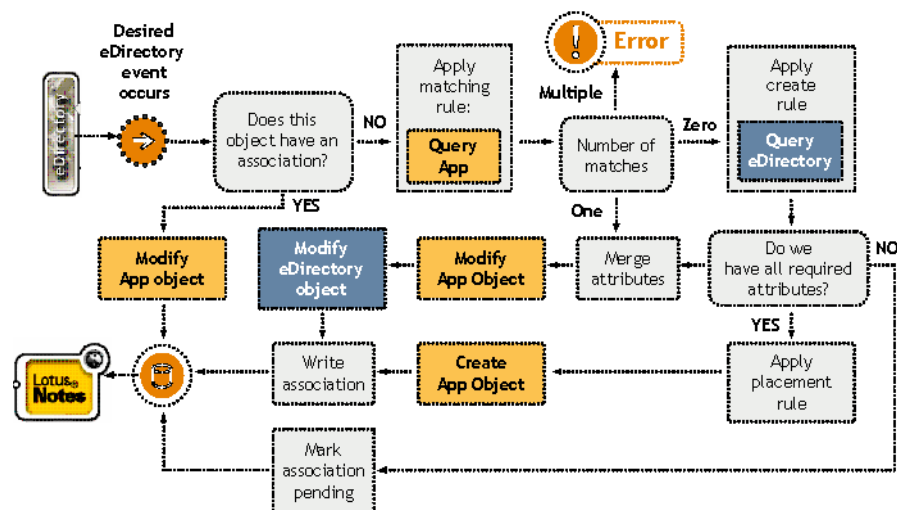 Desired
eDirectory
event
occurs
eDirectory
Does this
object have an
association?
NO
YES
Apply
matching
rule:
Query
App
Multiple
Error
Number of
matches
Zero
One
Apply
create
rule
Query
eDirectory
Modify
App object
Modify
eDirectory
object
Modify
App Object
Merge
attributes
Do we
have all required
attributes?
NO
YES
Lotus®
Notes
Write
association
Create
App Object
Apply
placement
rule
Mark
association
pending